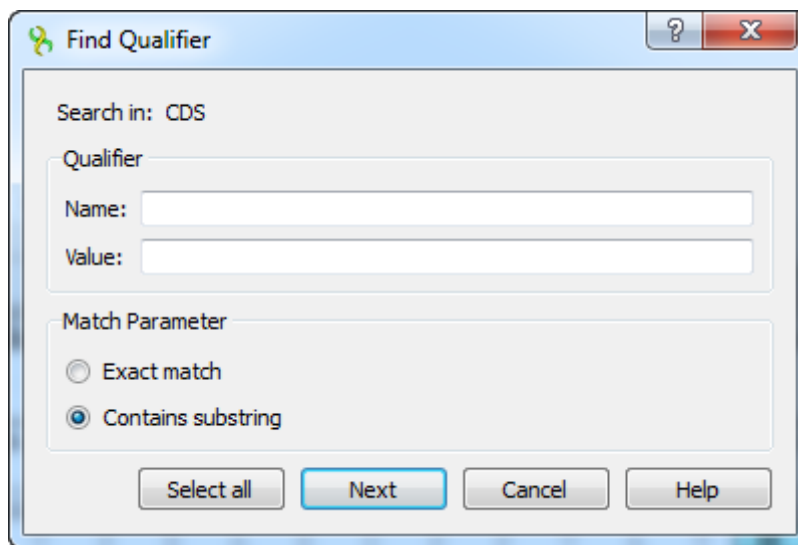 Find Qualifier
Search in: CDS
Qualifier
Name:
Value:
Match Parameter
Exact match
Contains substring
Select all Next Cancel Help